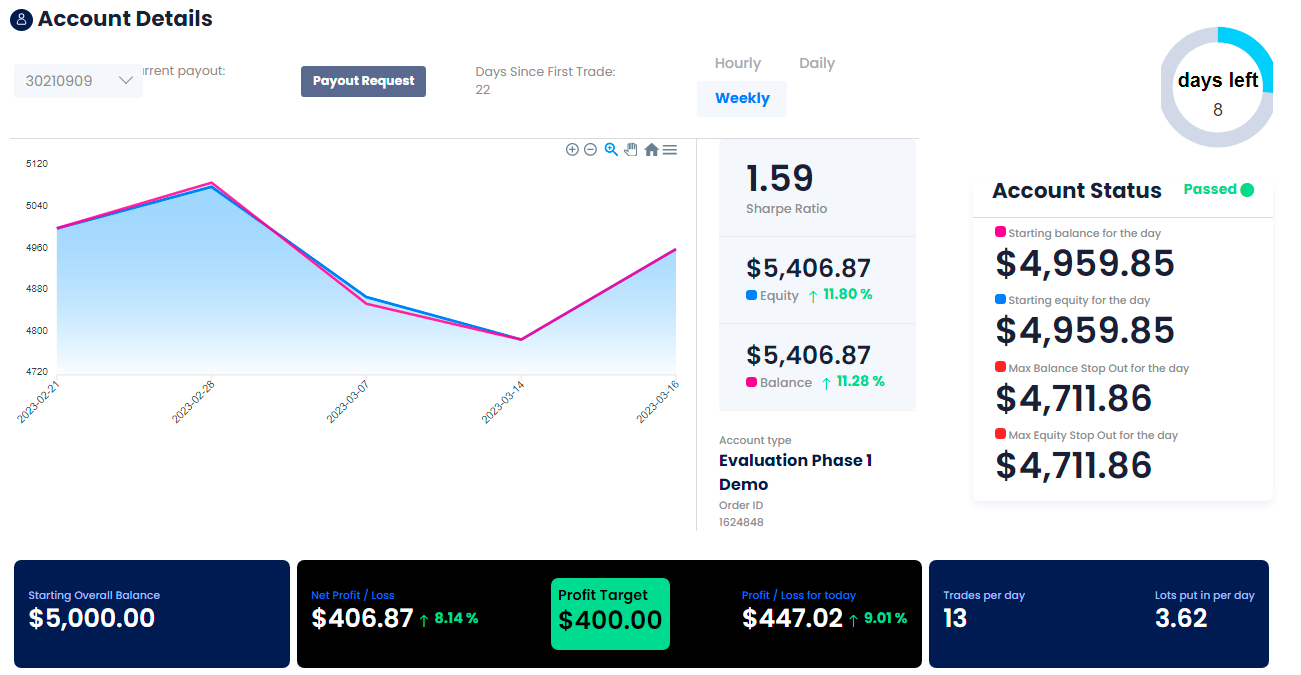 Account Details
30210909
rrent payout:
Payout Request
Days Since First Trade:
22
Hourly
Daily
Weekly
days left
8
5120
5040
4960
4880
4800
4720
2023-02-21
2023-02-28
2023-03-07
2023-03-14
2023-03-16
1.59
Sharpe Ratio
$5,406.87
Equity ↑ 11.80 %
$5,406.87
Balance ↑ 11.28 %
Account type
Evaluation Phase 1
Demo
Order ID
1624848
Account Status Passed
Starting balance for the day
$4,959.85
Starting equity for the day
$4,959.85
Max Balance Stop Out for the day
$4,711.86
Max Equity Stop Out for the day
$4,711.86
Starting Overall Balance
$5,000.00
Net Profit / Loss
$406.87 ↑ 8.14 %
Profit Target
$400.00
Profit / Loss for today
$447.02 ↑ 9.01 %
Trades per day
13
Lots put in per day
3.62